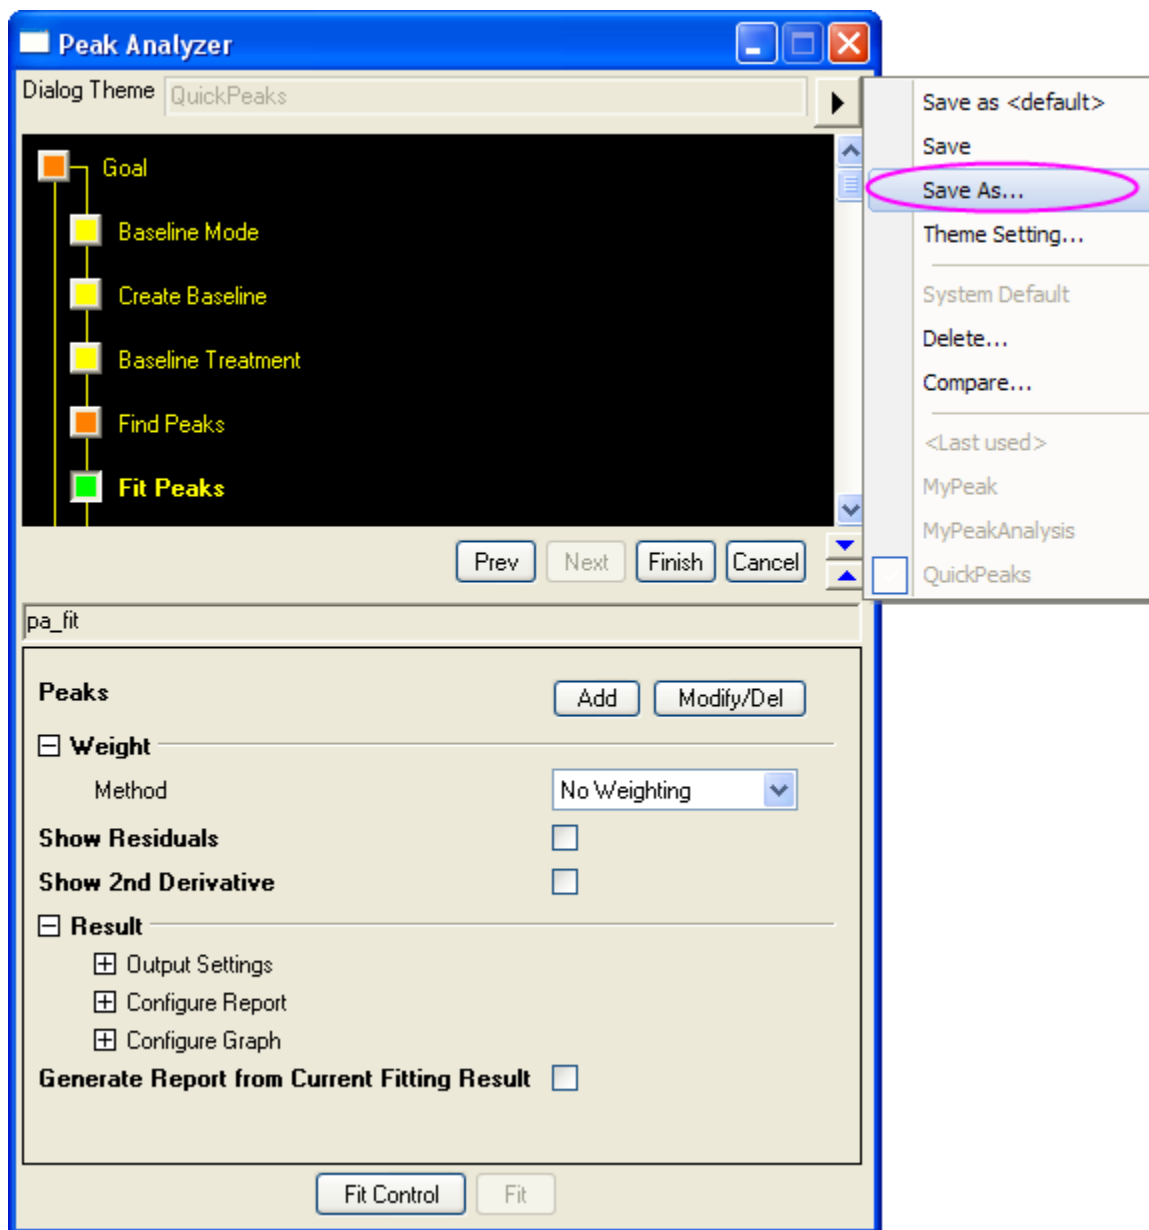 Peak Analyzer
Dialog Theme QuickPeaks
Goal
Baseline Mode
Create Baseline
Baseline Treatment
Find Peaks
Fit Peaks
Prev Next Finish Cancel
Save as <default>
Save
Save As...
Theme Setting...
System Default
Delete...
Compare...
<Last used>
MyPeak
MyPeakAnalysis
QuickPeaks
pa_fit
Peaks Add Modify/Del
Weight
Method No Weighting
Show Residuals
Show 2nd Derivative
Result
Output Settings
Configure Report
Configure Graph
Generate Report from Current Fitting Result
Fit Control Fit